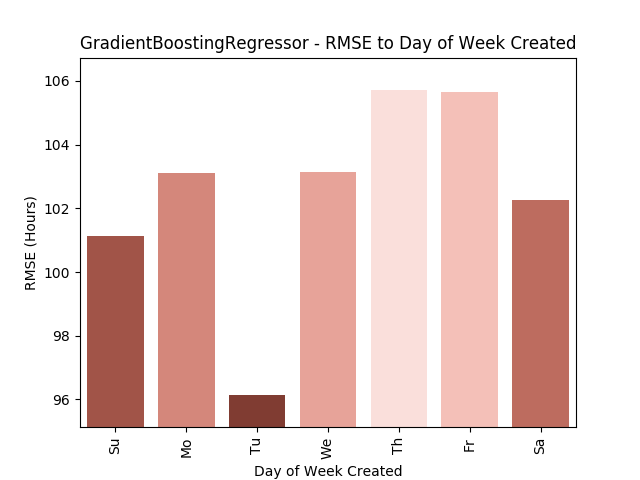 GradientBoostingRegressor - RMSE to Day of Week Created
106
104
102
100
98
96
RMSE (Hours)
Su Mo Tu We Th Fr Sa
Day of Week Created